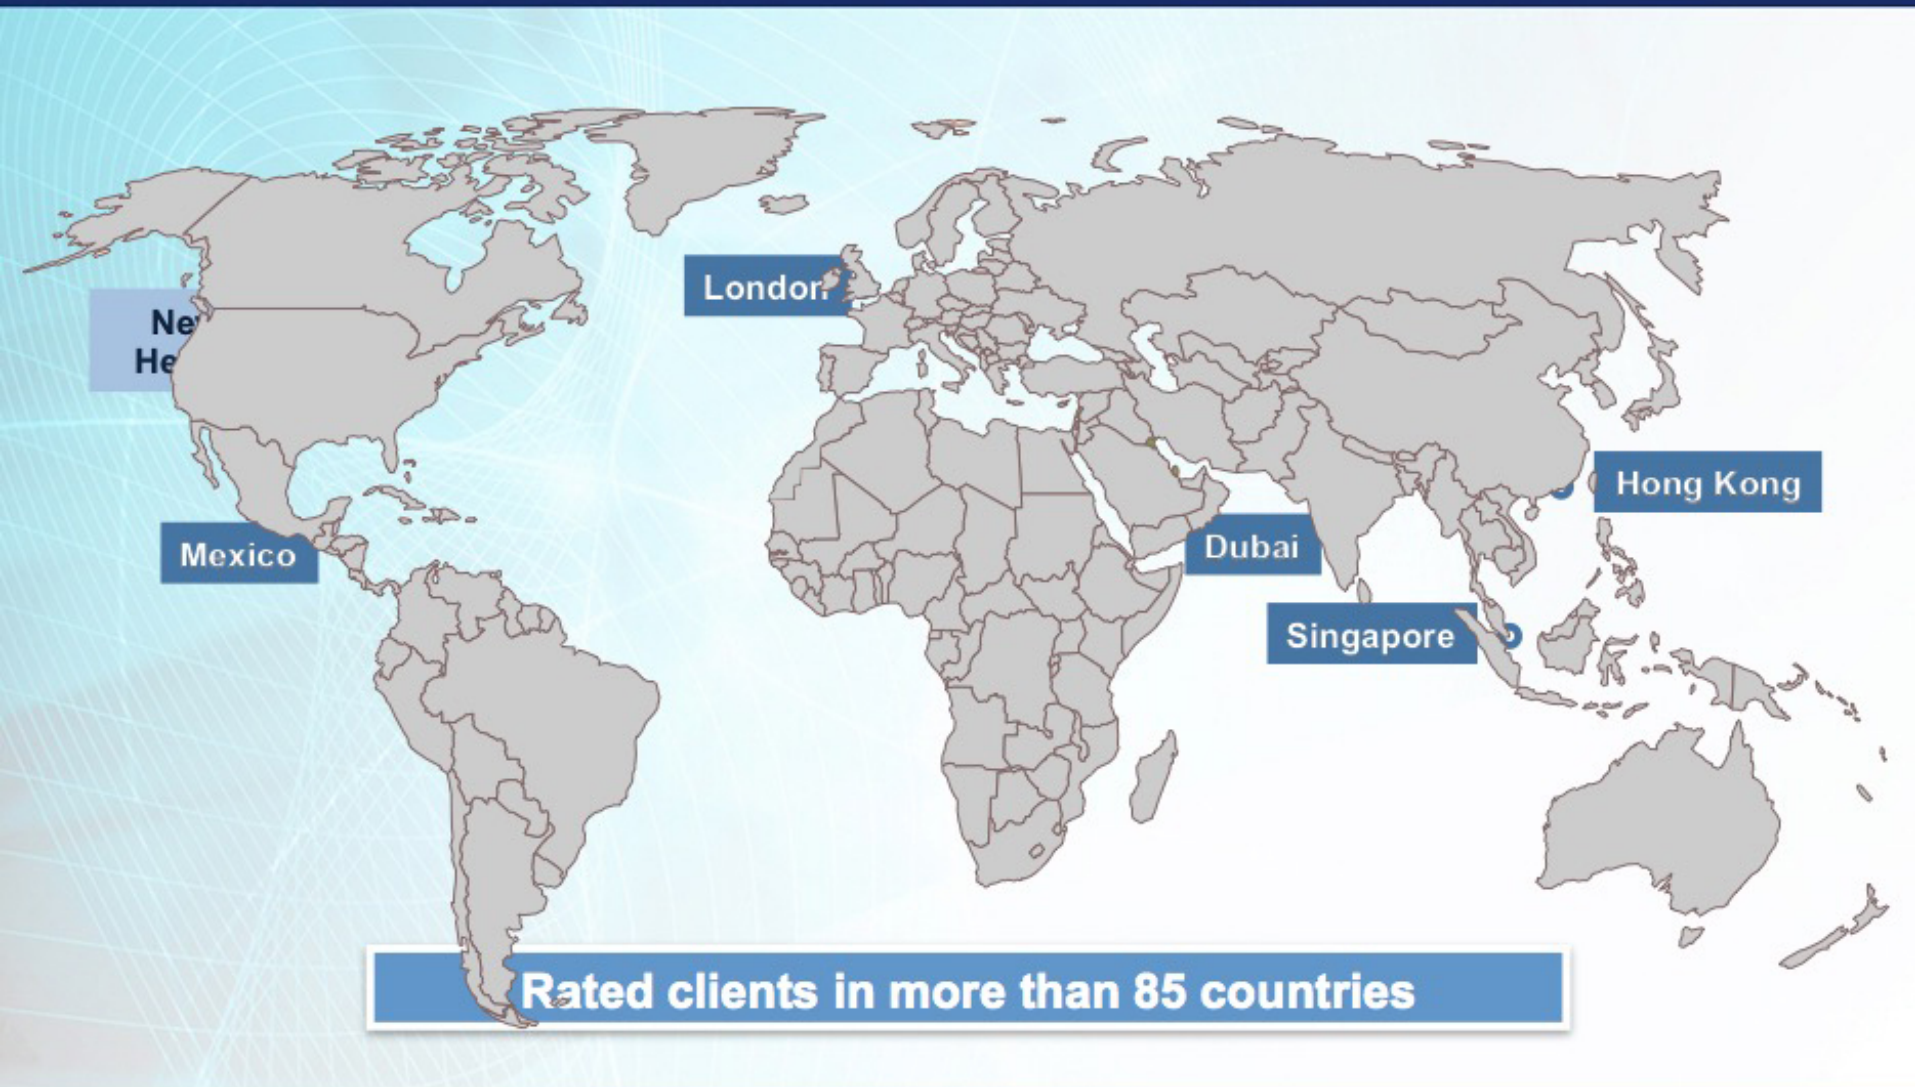 London
Hong Kong
Mexico
Dubai
Singapore
Rated clients in more than 85 countries